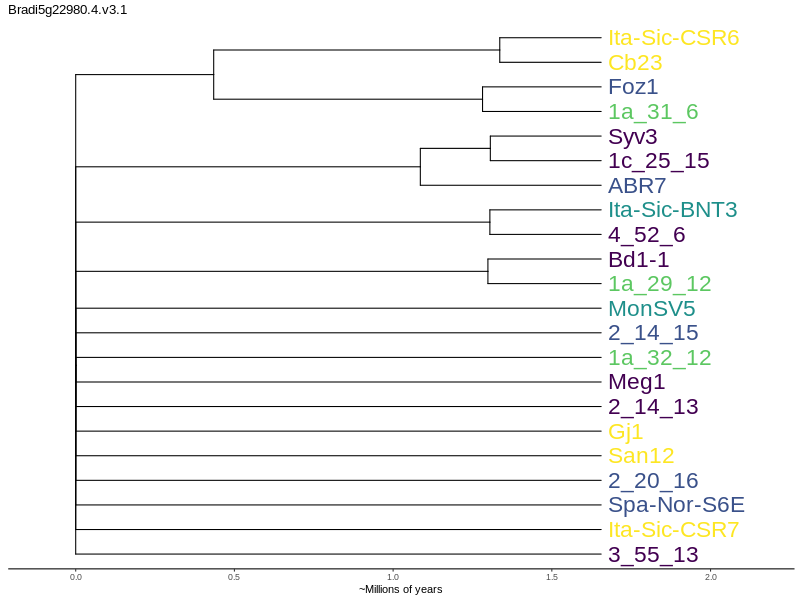 Bradi5g22980.4.v3.1
Ita-Sic-CSR6
Cb23
Foz1
1a_31_6
Syv3
1c_25_15
ABR7
Ita-Sic-BNT3
4_52_6
Bd1-1
1a_29_12
MonSV5
2_14_15
1a_32_12
Meg1
2_14_13
Gj1
San12
2_20_16
Spa-Nor-S6E
Ita-Sic-CSR7
3_55_13
0.0 0.5 1.0 1.5 2.0
~Millions of years